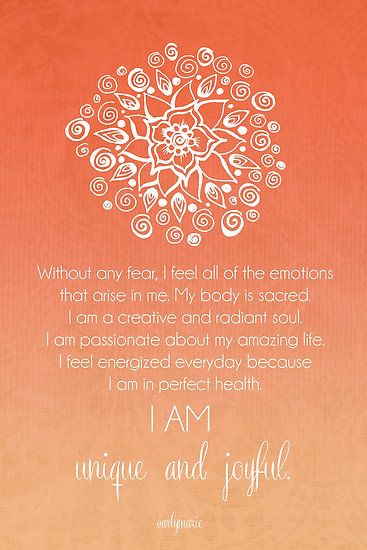 Without any fear, I feel all of the emotions
that arise in me. My body is sacred.
I am a creative and radiant soul.
I am passionate about my amazing life.
I feel energized everyday because
I am in perfect health.
I AM
unique and joyful.
carlymarie